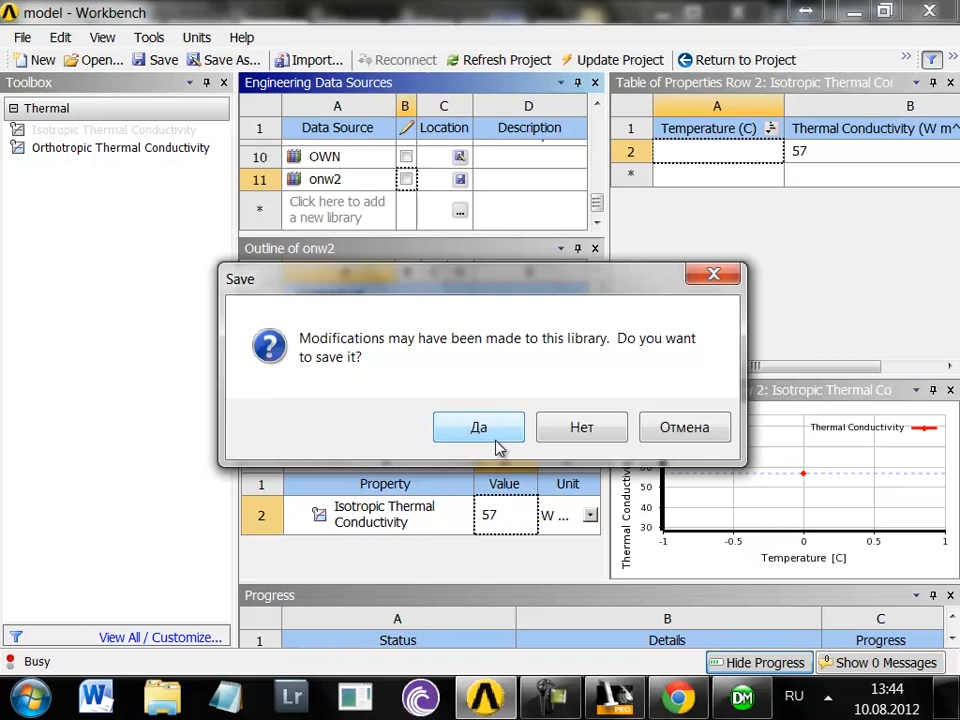 model - Workbench
File Edit View Tools Units Help
New Open... Save Save As... Import... Reconnect Refresh Project Update Project Return to Project
Toolbox
Thermal
Isotropic Thermal Conductivity
Orthotropic Thermal Conductivity
View All / Customize...
Engineering Data Sources
A B C D
1 Data Source Location Description
10 OWN
11 onw2
* Click here to add
a new library
Outline of onw2
Table of Properties Row 2: Isotropic Thermal Cor
A B
1 Temperature (C) Thermal Conductivity (W m^
2 57
*
Save
Modifications may have been made to this library. Do you want
to save it?
Да Нет Отмена
2: Isotropic Thermal Co
Thermal Conductivity
50
40
30
-1 -0.5 0 0.5 1
Temperature [C]
1 Property Value Unit
2 Isotropic Thermal
Conductivity 57 W ...
Progress
A B C
1 Status Details Progress
Busy
Hide Progress Show 0 Messages
W Lr PRO DM RU 13:44
10.08.2012